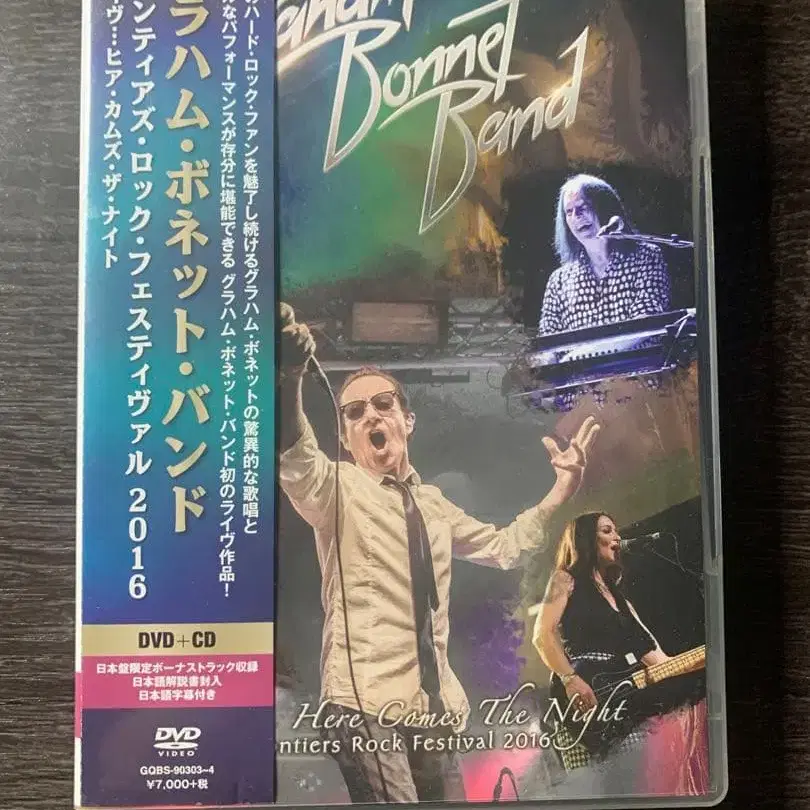 ラハム・ボネット・バンド
ンティアズ・ロック・フェスティヴァル 2016
ヴ…ヒア・カムズ・ザ・ナイト
ハード・ロック・ファンを魅了し続けるグラハム・ボネットの驚異的な歌唱と
なパフォーマンスが存分に堪能できる グラハム・ボネット・バンド初のライヴ作品!
DVD+CD
日本盤限定ボーナストラック収録
日本語解説書封入
日本語字幕付き
DVD
VIDEO
GQBS-90303~4
¥7,000+税
Bonnet
Band
Here Comes The Night
ntiers Rock Festival 2016